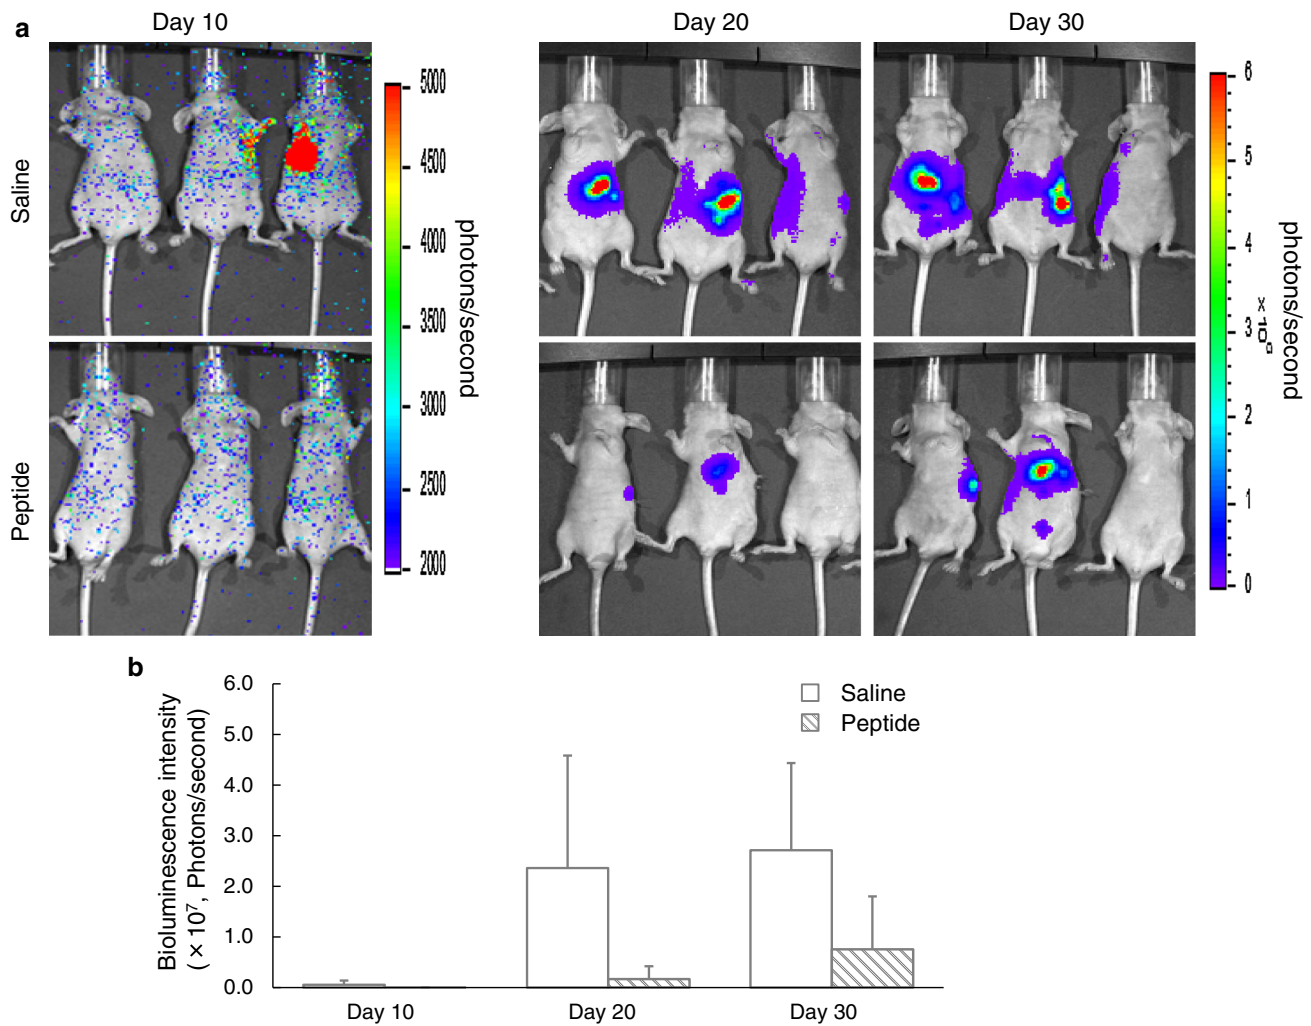 a
Day 10
Day 20
Day 30
Saline
Peptide
5000
4500
4000
3500
3000
2500
2000
photons/second
6
5
4
3
2
1
0
photons/second
b
Bioluminescence intensity
( × 10⁷, Photons/second)
6.0
5.0
4.0
3.0
2.0
1.0
0.0
Saline
Peptide
Day 10
Day 20
Day 30